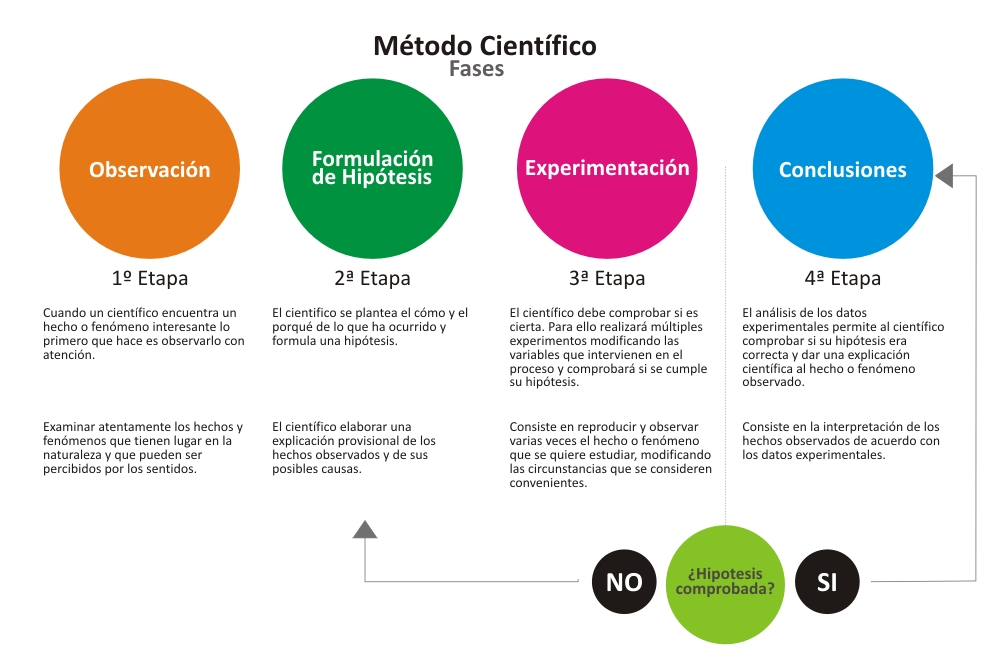 Método Científico
Fases
Observación
1º Etapa
Cuando un científico encuentra un
hecho o fenómeno interesante lo
primero que hace es observarlo con
atención.
Examinar atentamente los hechos y
fenómenos que tienen lugar en la
naturaleza y que pueden ser
percibidos por los sentidos.
Formulación
de Hipótesis
2ª Etapa
El cientifico se plantea el cómo y el
porqué de lo que ha ocurrido y
formula una hipótesis.
El científico elaborar una
explicación provisional de los
hechos observados y de sus
posibles causas.
Experimentación
3ª Etapa
El científico debe comprobar si es
cierta. Para ello realizará múltiples
experimentos modificando las
variables que intervienen en el
proceso y comprobará si se cumple
su hipótesis.
Consiste en reproducir y observar
varias veces el hecho o fenómeno
que se quiere estudiar, modificando
las circunstancias que se consideren
convenientes.
Conclusiones
4ª Etapa
El análisis de los datos
experimentales permite al científico
comprobar si su hipótesis era
correcta y dar una explicación
científica al hecho o fenómeno
observado.
Consiste en la interpretación de los
hechos observados de acuerdo con
los datos experimentales.
NO
¿Hipotesis
comprobada?
SI